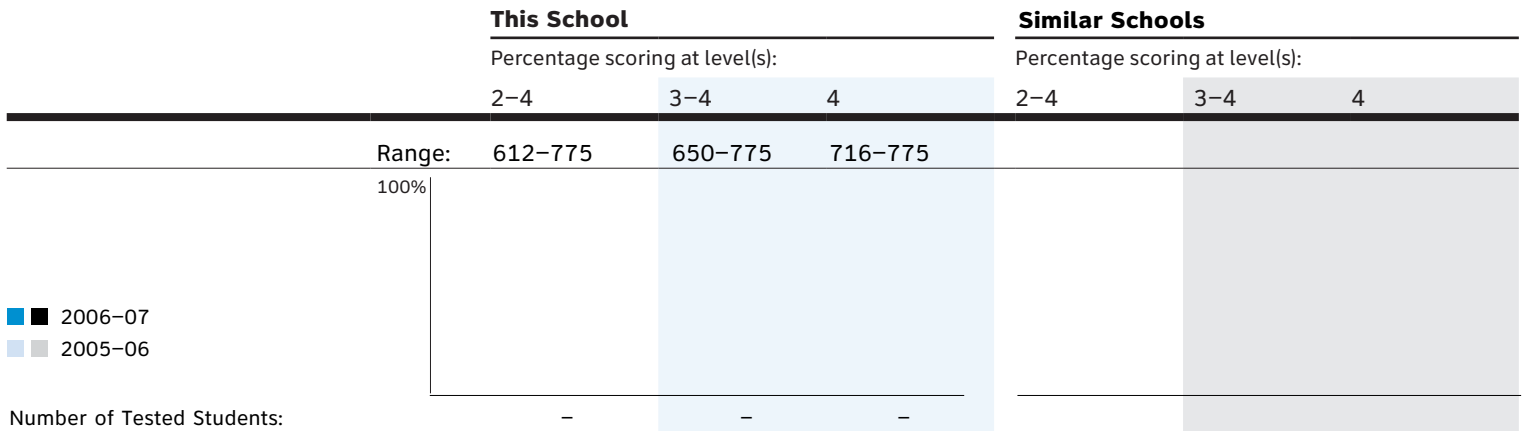 This School Similar Schools
Percentage scoring at level(s): Percentage scoring at level(s):
2–4 3–4 4 2–4 3–4 4
Range: 612–775 650–775 716–775
100%
2006–07
2005–06
Number of Tested Students: – – –